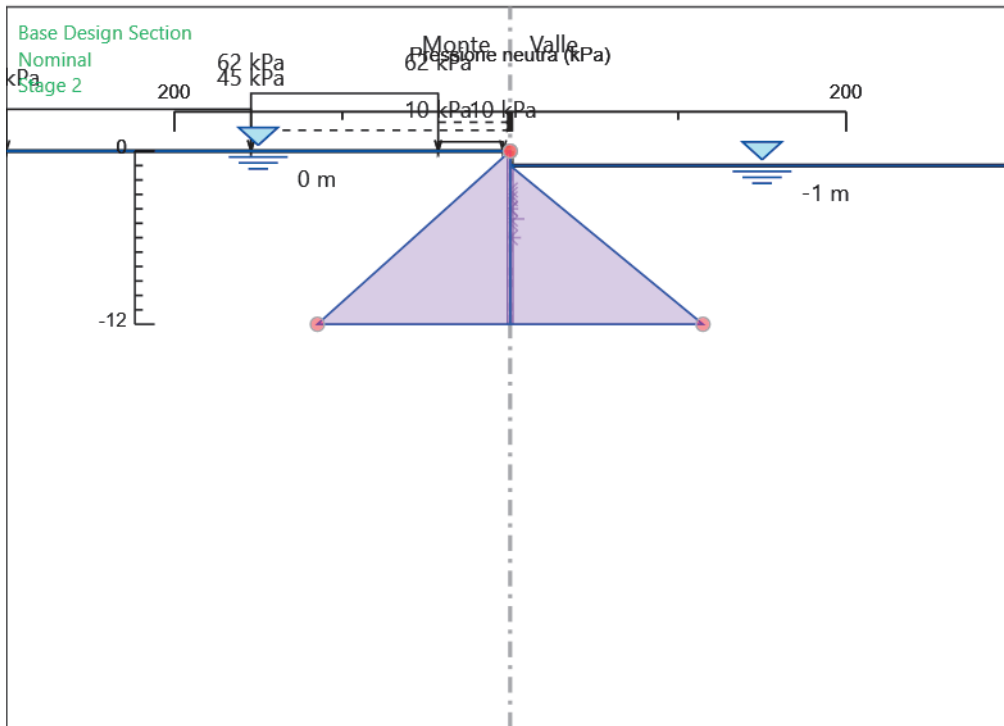 Base Design Section
Nominal
Stage 2
kPa
62 kPa
45 kPa
62 kPa
Monte
Valle
Pressione neutra (kPa)
10 kPa
10 kPa
200
200
0
0 m
-1 m
-12